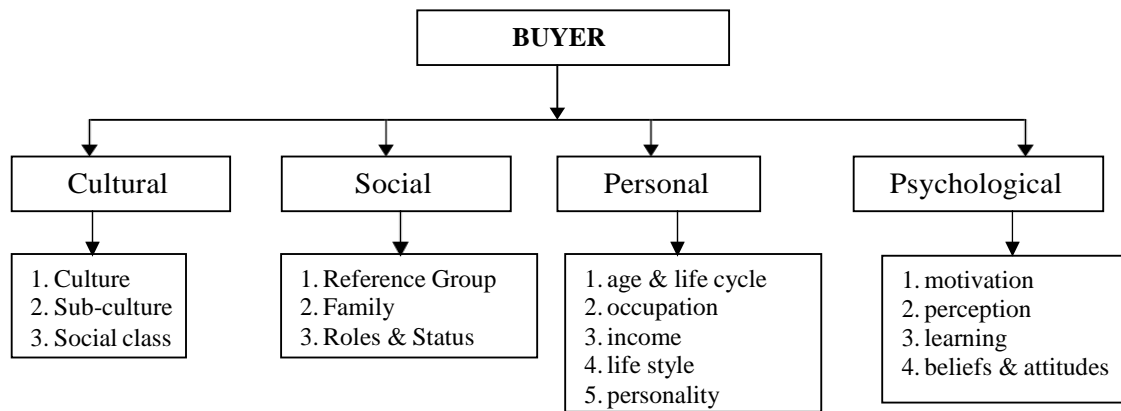 BUYER
Cultural
Social
Personal
Psychological
1. Culture
2. Sub-culture
3. Social class
1. Reference Group
2. Family
3. Roles & Status
1. age & life cycle
2. occupation
3. income
4. life style
5. personality
1. motivation
2. perception
3. learning
4. beliefs & attitudes